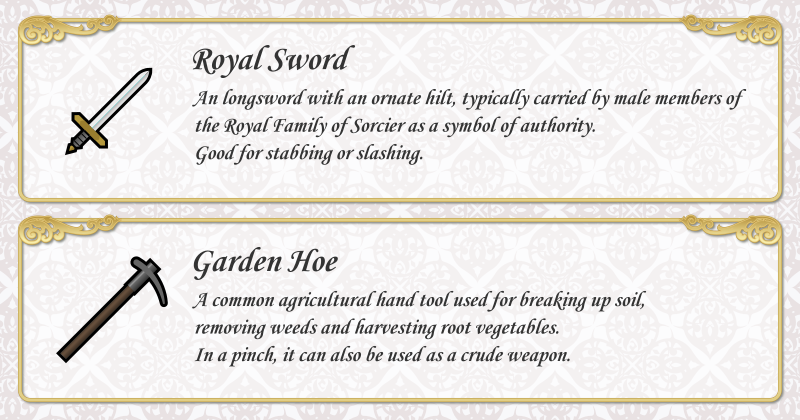 Royal Sword
An longsword with an ornate hilt, typically carried by male members of
the Royal Family of Sorcier as a symbol of authority.
Good for stabbing or slashing.
Garden Hoe
A common agricultural hand tool used for breaking up soil,
removing weeds and harvesting root vegetables.
In a pinch, it can also be used as a crude weapon.